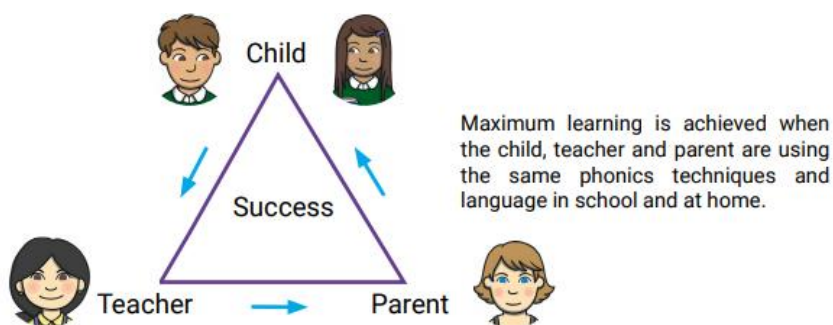 Child
Maximum learning is achieved when
the child, teacher and parent are using
the same phonics techniques and
language in school and at home.
Success
Teacher
Parent